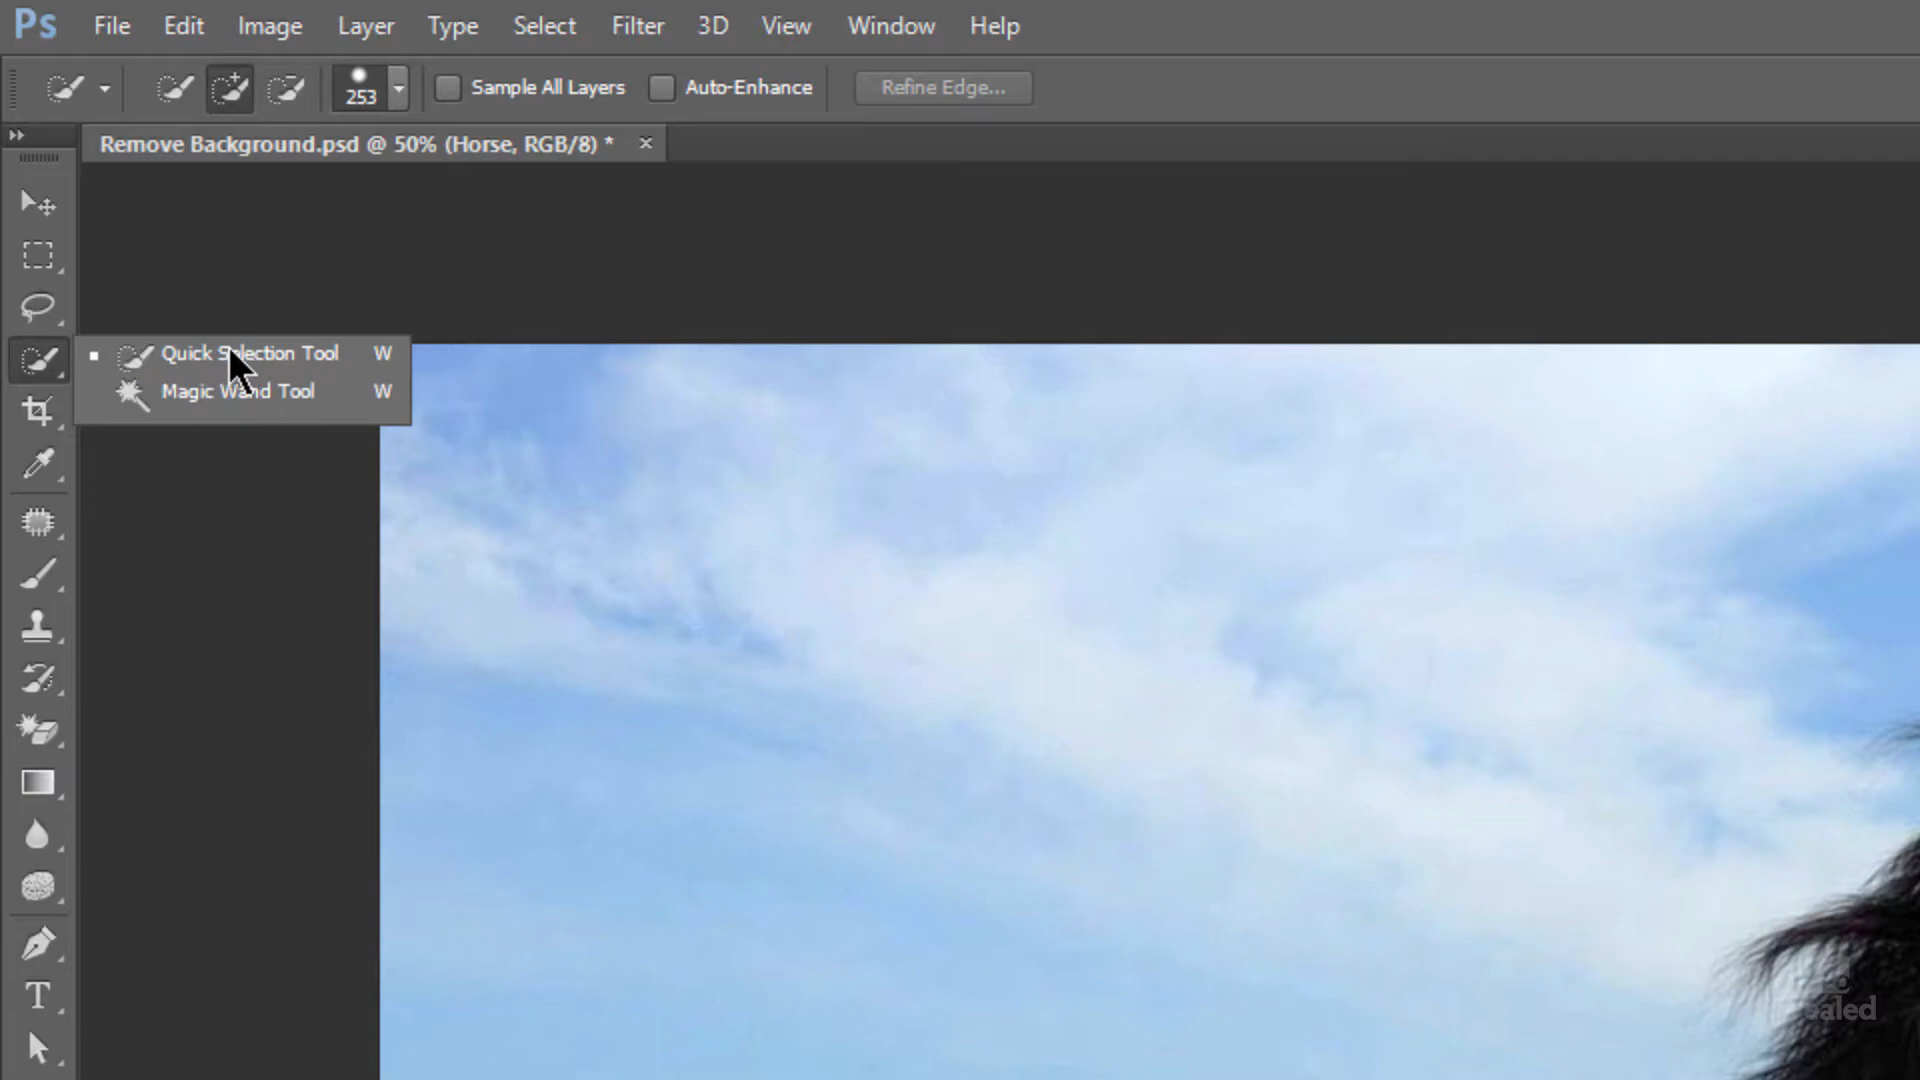 Ps File Edit Image Layer Type Select Filter 3D View Window Help
253 Sample All Layers Auto-Enhance Refine Edge...
Remove Background.psd @ 50% (Horse, RGB/8) * ×
Quick Selection Tool W
Magic Wand Tool W
T